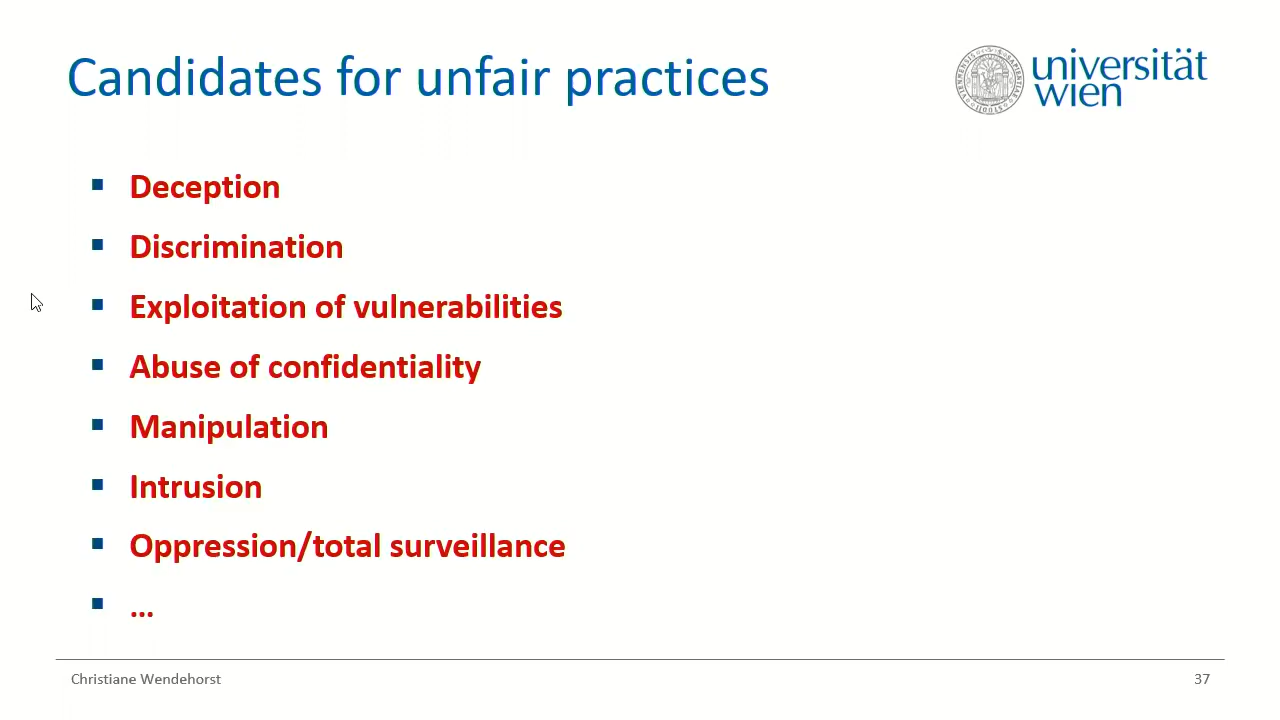 Candidates for unfair practices
universität
wien
Deception
Discrimination
Exploitation of vulnerabilities
Abuse of confidentiality
Manipulation
Intrusion
Oppression/total surveillance
...
Christiane Wendehorst
37